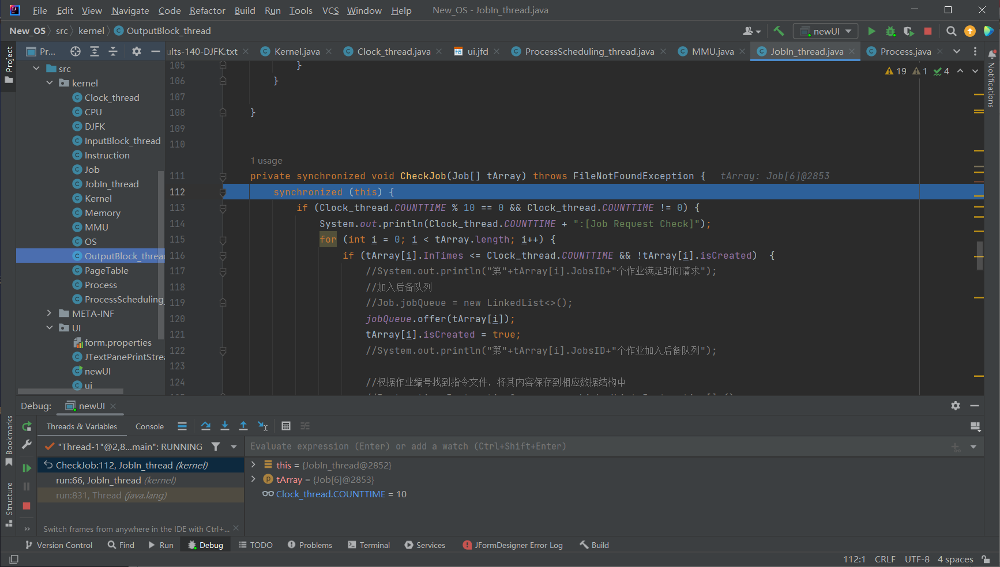 File Edit View Navigate Code Refactor Build Run Tools VCS Window Help New_OS - JobIn_thread.java
New_OS src kernel OutputBlock_thread newUI
Project
Pr...
ults-140-DJFK.txt Kernel.java Clock_thread.java ui.jfd ProcessScheduling_thread.java MMU.java JobIn_thread.java Process.java
Notifications
src
kernel
Clock_thread
CPU
DJFK
InputBlock_thread
Instruction
Job
JobIn_thread
Kernel
Memory
MMU
OS
OutputBlock_threa
PageTable
Process
ProcessScheduling_
META-INF
UI
form.properties
JTextPanePrintStrea
newUI
ui
19 1 4
105 }
106 }
107
108 }
109
110
1 usage
111 private synchronized void CheckJob(Job[] tArray) throws FileNotFoundException { tArray: Job[6]@2853
112 synchronized (this) {
113 if (Clock_thread.COUNTTIME % 10 == 0 && Clock_thread.COUNTTIME != 0) {
114 System.out.println(Clock_thread.COUNTTIME + ":[Job Request Check]");
115 for (int i = 0; i < tArray.length; i++) {
116 if (tArray[i].InTimes <= Clock_thread.COUNTTIME && !tArray[i].isCreated) {
117 //System.out.println("第"+tArray[i].JobsID+"个作业满足时间请求");
118 //加入后备队列
119 //Job.jobQueue = new LinkedList<>();
120 jobQueue.offer(tArray[i]);
121 tArray[i].isCreated = true;
122 //System.out.println("第"+tArray[i].JobsID+"个作业加入后备队列");
123
124 //根据作业编号找到指令文件，将其内容保存到相应数据结构中
Debug: newUI
Threads & Variables Console
"Thread-1"@2,8...main": RUNNING
Evaluate expression (Enter) or add a watch (Ctrl+Shift+Enter)
CheckJob:112, JobIn_thread (kernel)
run:66, JobIn_thread (kernel)
run:831, Thread (java.lang)
this = {JobIn_thread@2852}
tArray = {Job[6]@2853}
Clock_thread.COUNTTIME = 10
Switch frames from anywhere in the IDE with Ctrl+...
Bookmarks
Structure
Version Control Find Run Debug TODO Problems Terminal Services JFormDesigner Error Log Build
112:1 CRLF UTF-8 4 spaces